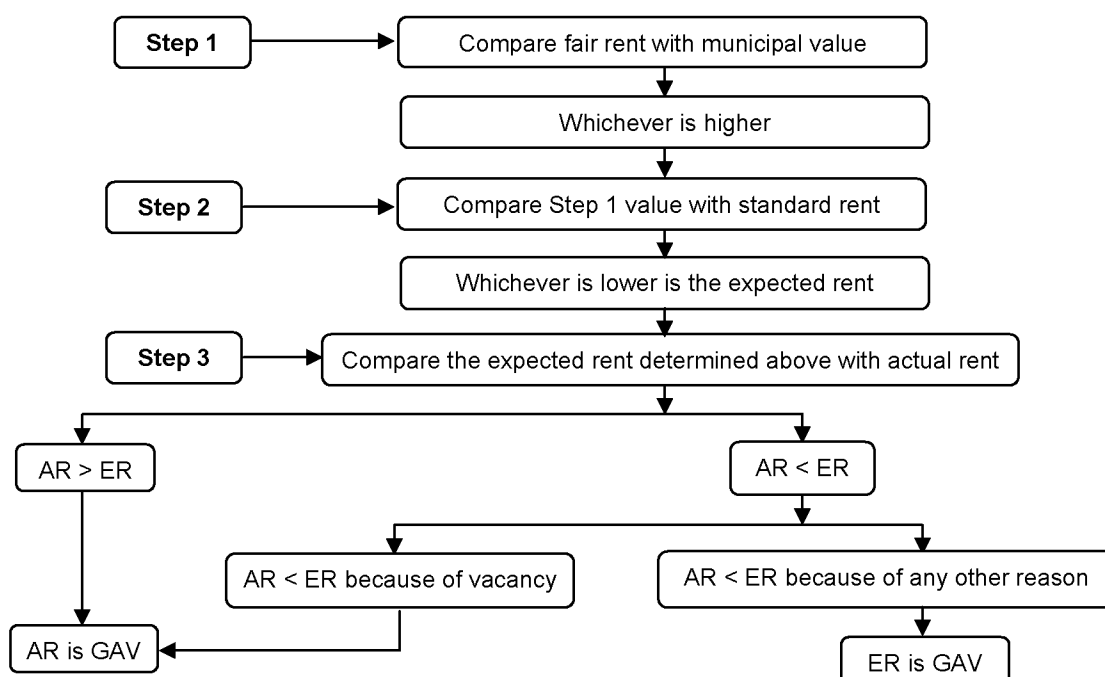 Step 1
Compare fair rent with municipal value
Whichever is higher
Step 2
Compare Step 1 value with standard rent
Whichever is lower is the expected rent
Step 3
Compare the expected rent determined above with actual rent
AR > ER
AR < ER
AR < ER because of vacancy
AR < ER because of any other reason
AR is GAV
ER is GAV